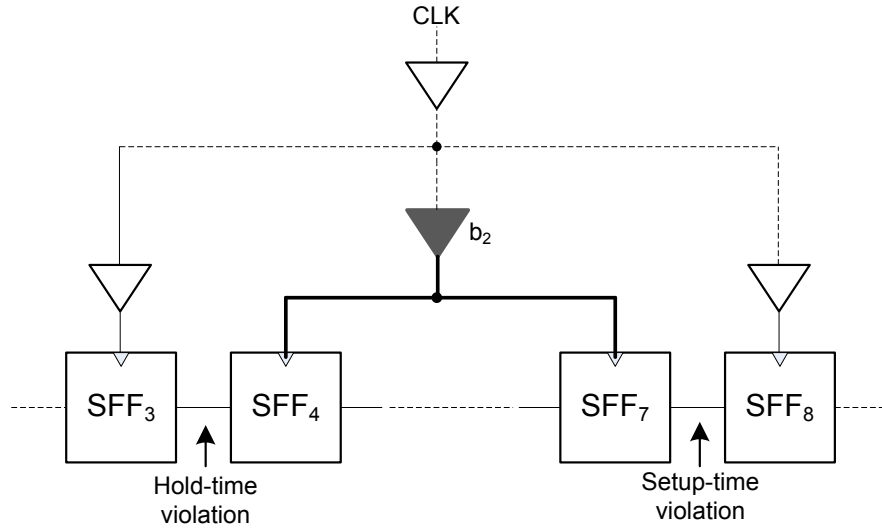 CLK
b₂
SFF₃
SFF₄
SFF₇
SFF₈
Hold-time
violation
Setup-time
violation